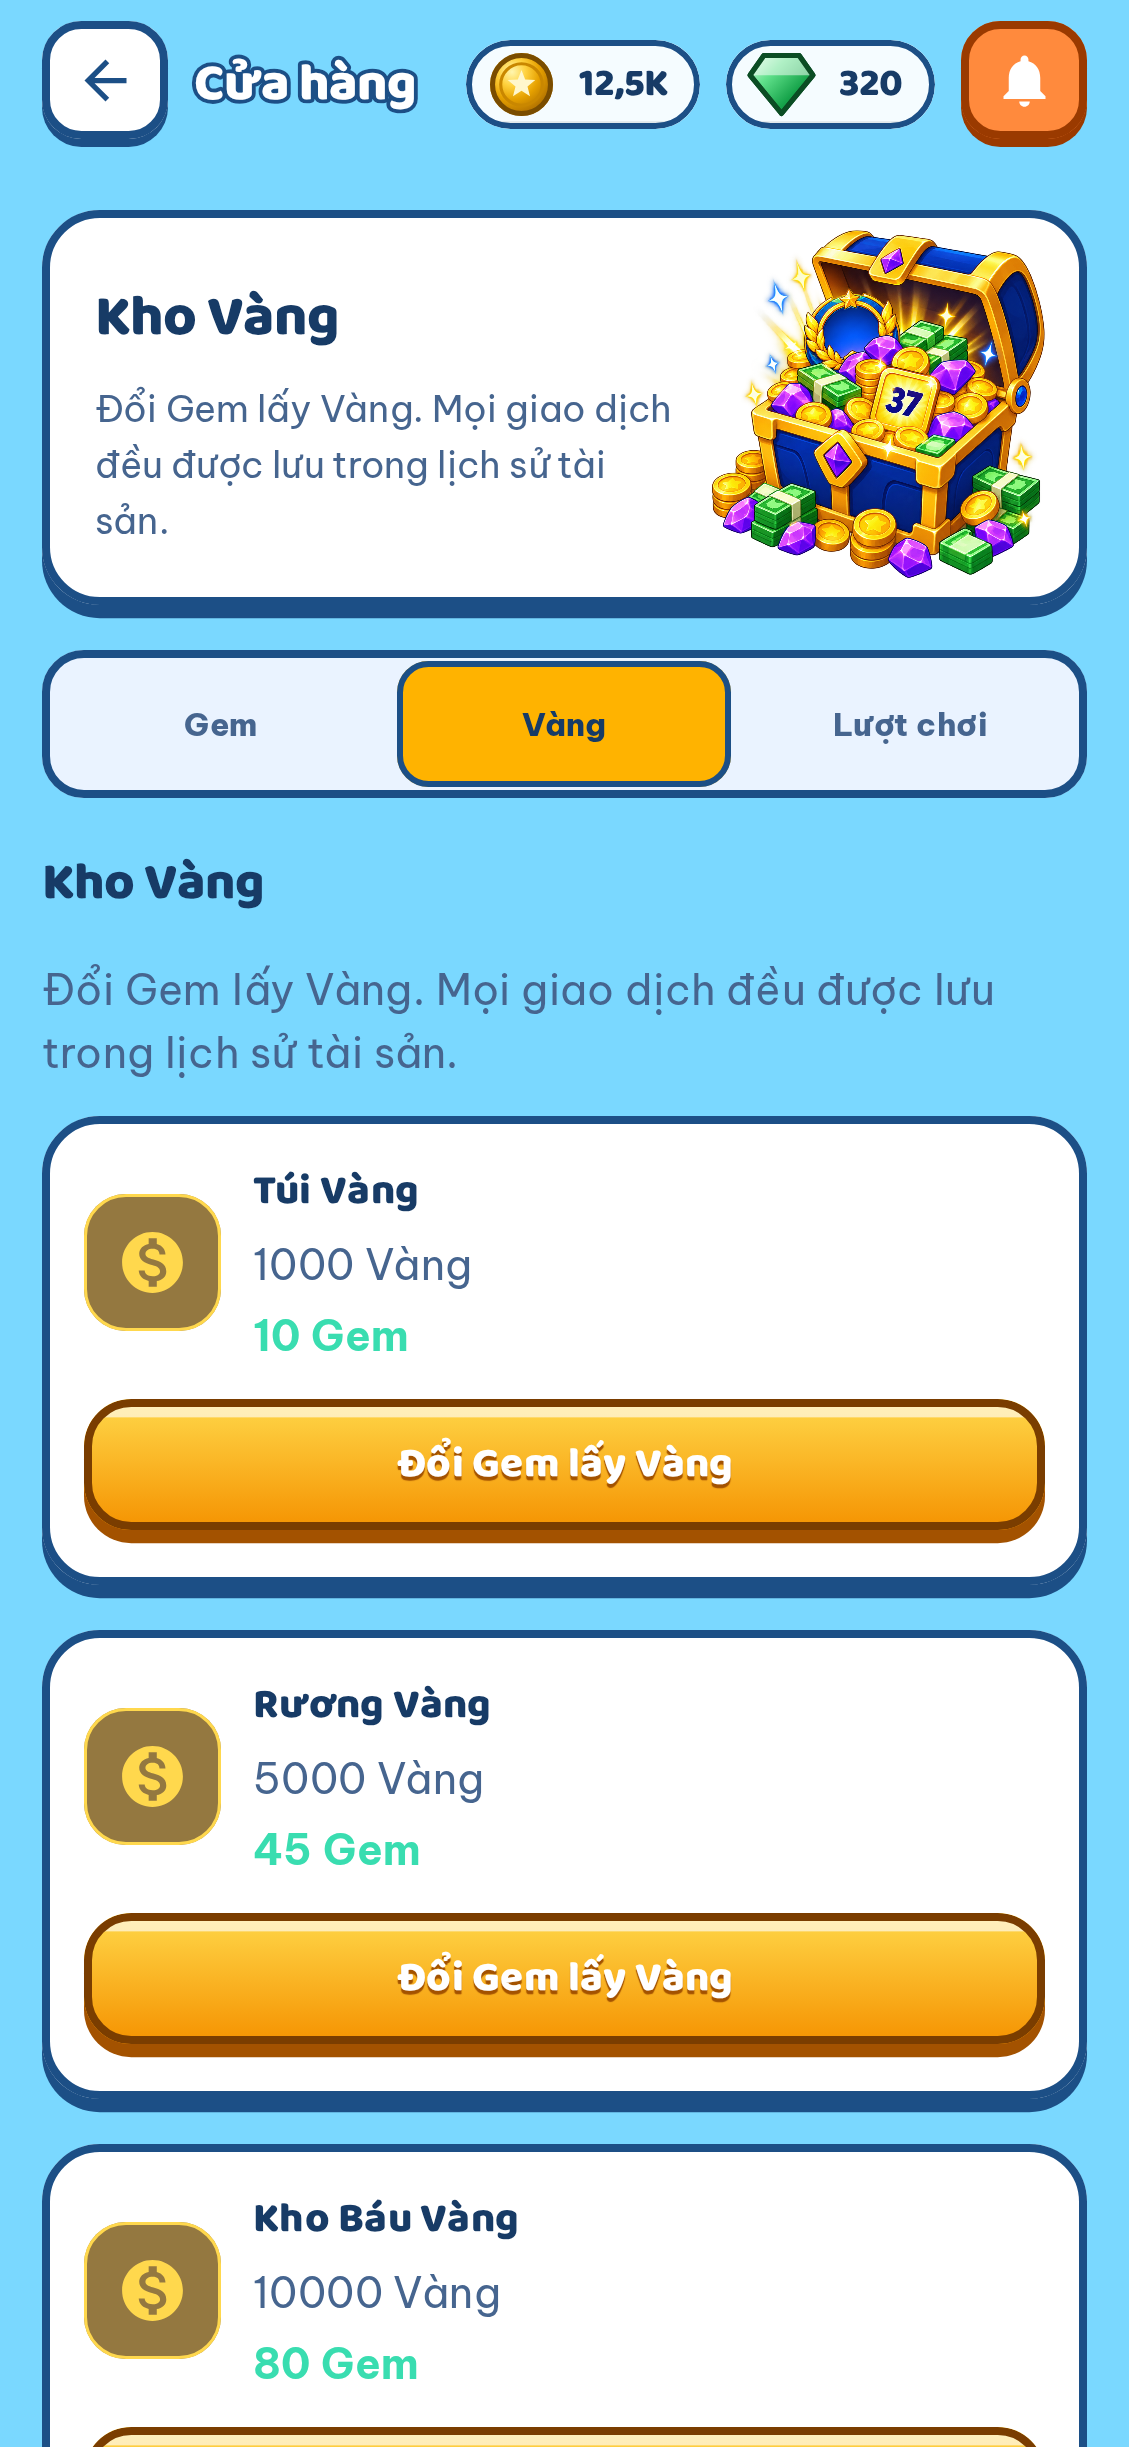 Cửa hàng
12,5K
320
Kho Vàng
Đổi Gem lấy Vàng. Mọi giao dịch
đều được lưu trong lịch sử tài
sản.
37
Gem
Vàng
Lượt chơi
Kho Vàng
Đổi Gem lấy Vàng. Mọi giao dịch đều được lưu
trong lịch sử tài sản.
Túi Vàng
1000 Vàng
10 Gem
Đổi Gem lấy Vàng
Rương Vàng
5000 Vàng
45 Gem
Đổi Gem lấy Vàng
Kho Báu Vàng
10000 Vàng
80 Gem